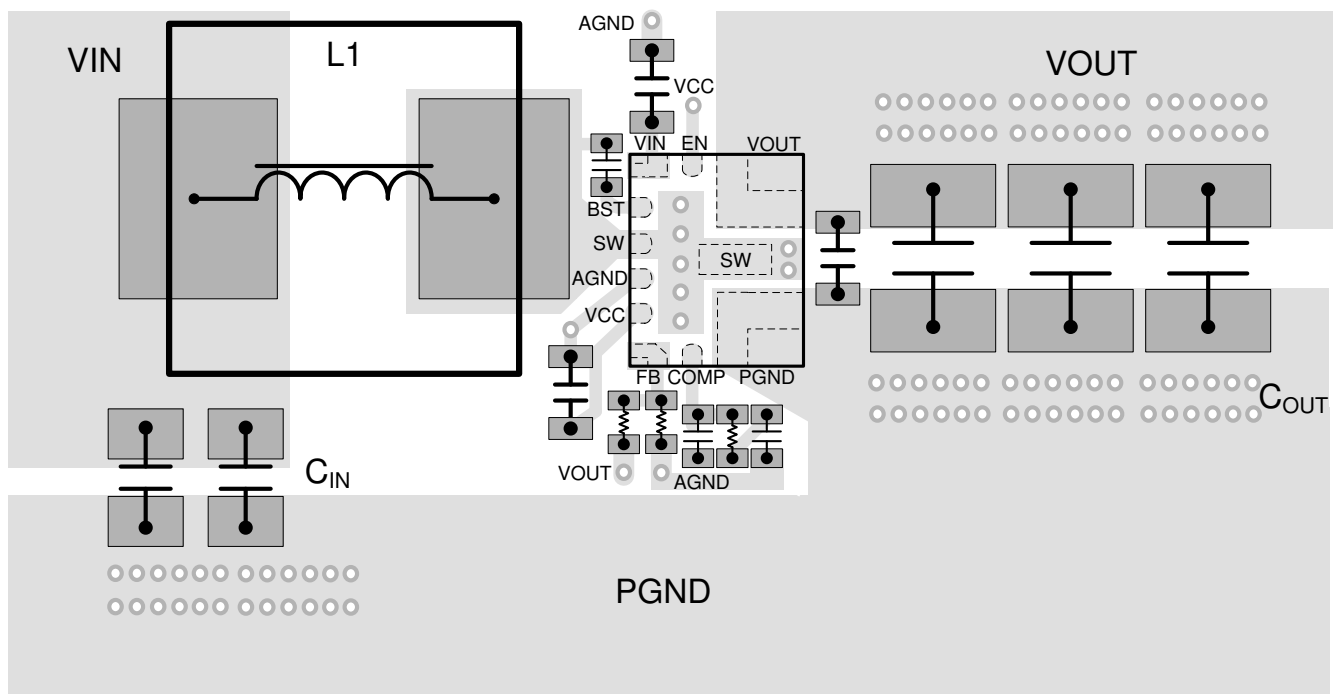 AGND
VIN
L1
VOUT
VCC
VIN EN VOUT
BST
SW
SW
AGND
VCC
FB COMP PGND
COUT
VOUT
AGND
CIN
PGND